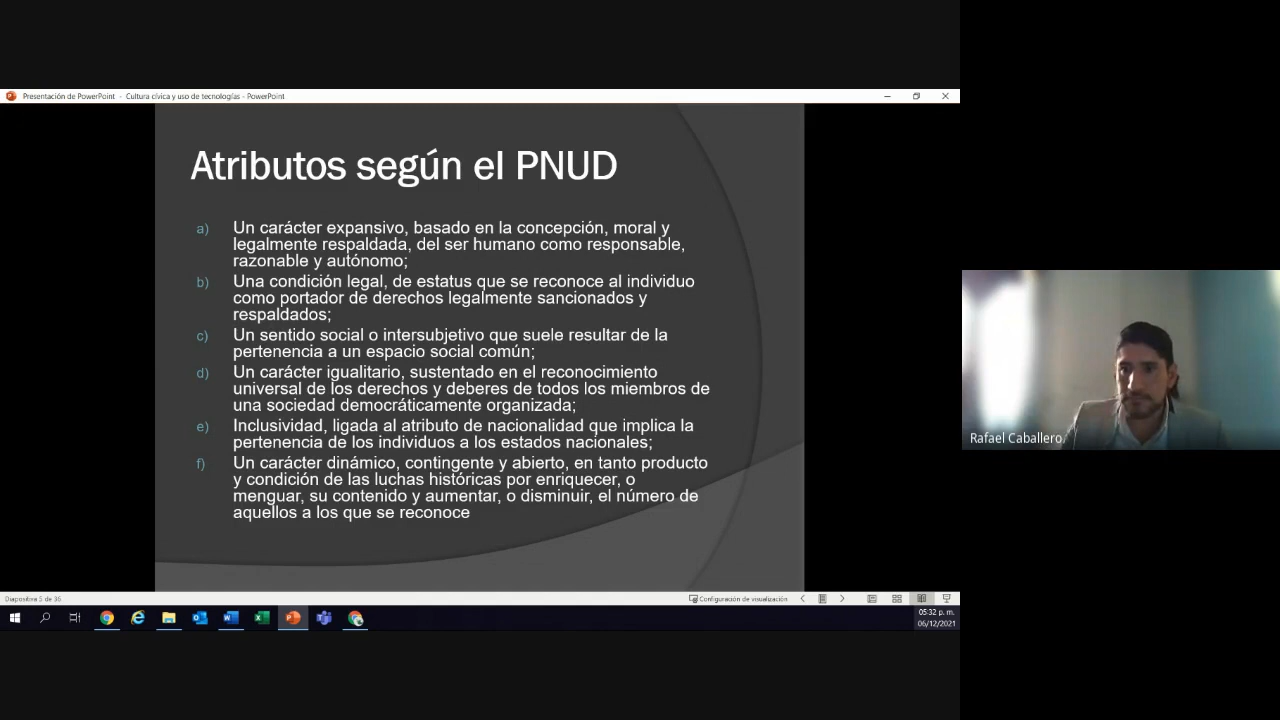 Presentación de PowerPoint - Cultura cívica y uso de tecnologías - PowerPoint
Atributos según el PNUD
a) Un carácter expansivo, basado en la concepción, moral y
legalmente respaldada, del ser humano como responsable,
razonable y autónomo;
b) Una condición legal, de estatus que se reconoce al individuo
como portador de derechos legalmente sancionados y
respaldados;
c) Un sentido social o intersubjetivo que suele resultar de la
pertenencia a un espacio social común;
d) Un carácter igualitario, sustentado en el reconocimiento
universal de los derechos y deberes de todos los miembros de
una sociedad democráticamente organizada;
e) Inclusividad, ligada al atributo de nacionalidad que implica la
pertenencia de los individuos a los estados nacionales;
f) Un carácter dinámico, contingente y abierto, en tanto producto
y condición de las luchas históricas por enriquecer, o
menguar, su contenido y aumentar, o disminuir, el número de
aquellos a los que se reconoce
Rafael Caballero
Diapositiva 5 de 36
Configuración de visualización
05:32 p. m.
06/12/2021